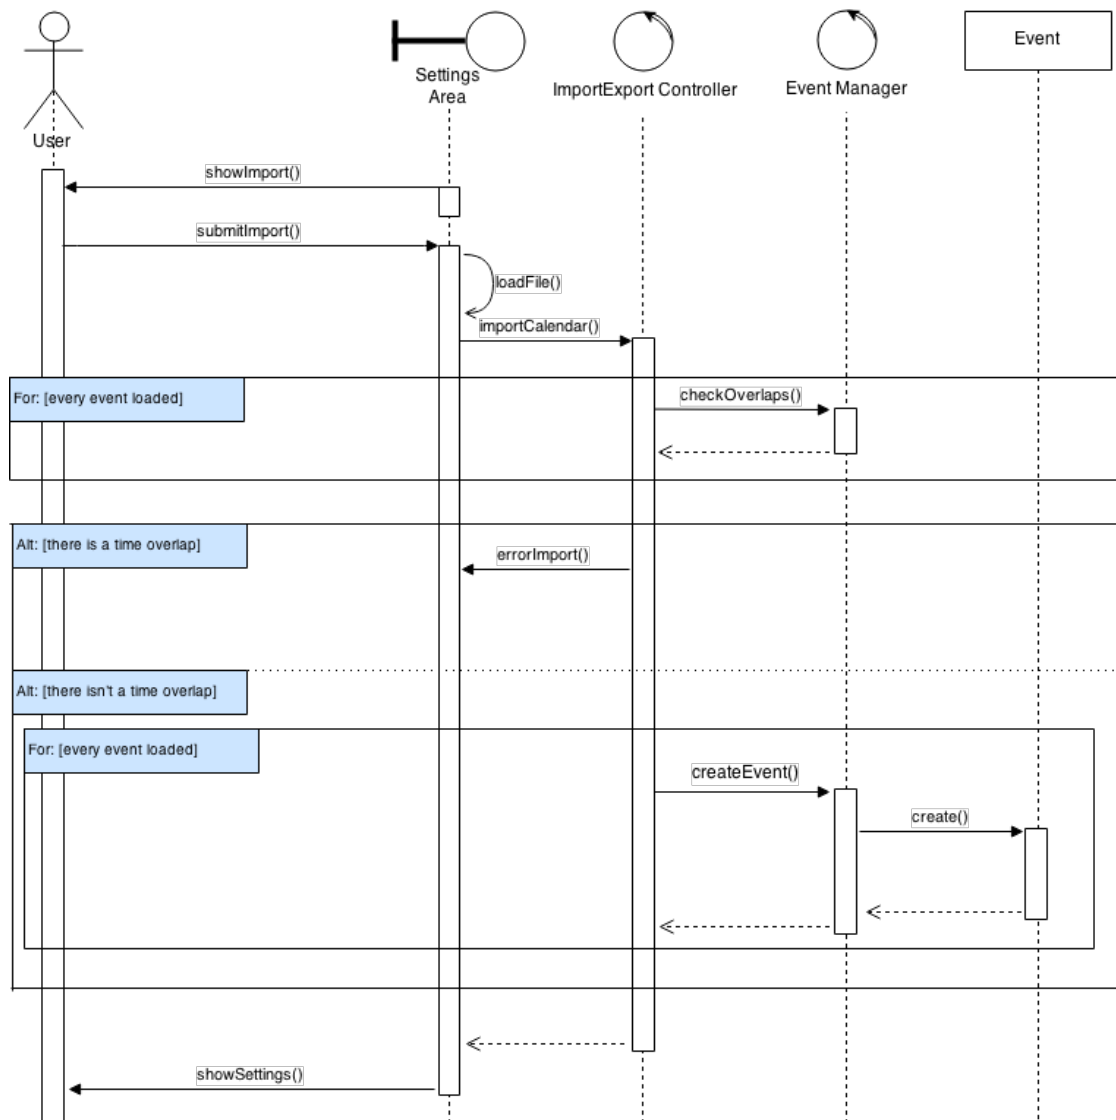 Event
Settings
Area
ImportExport Controller
Event Manager
User
showImport()
submitImport()
loadFile()
importCalendar()
For: [every event loaded]
checkOverlaps()
Alt: [there is a time overlap]
errorImport()
Alt: [there isn't a time overlap]
For: [every event loaded]
createEvent()
create()
showSettings()